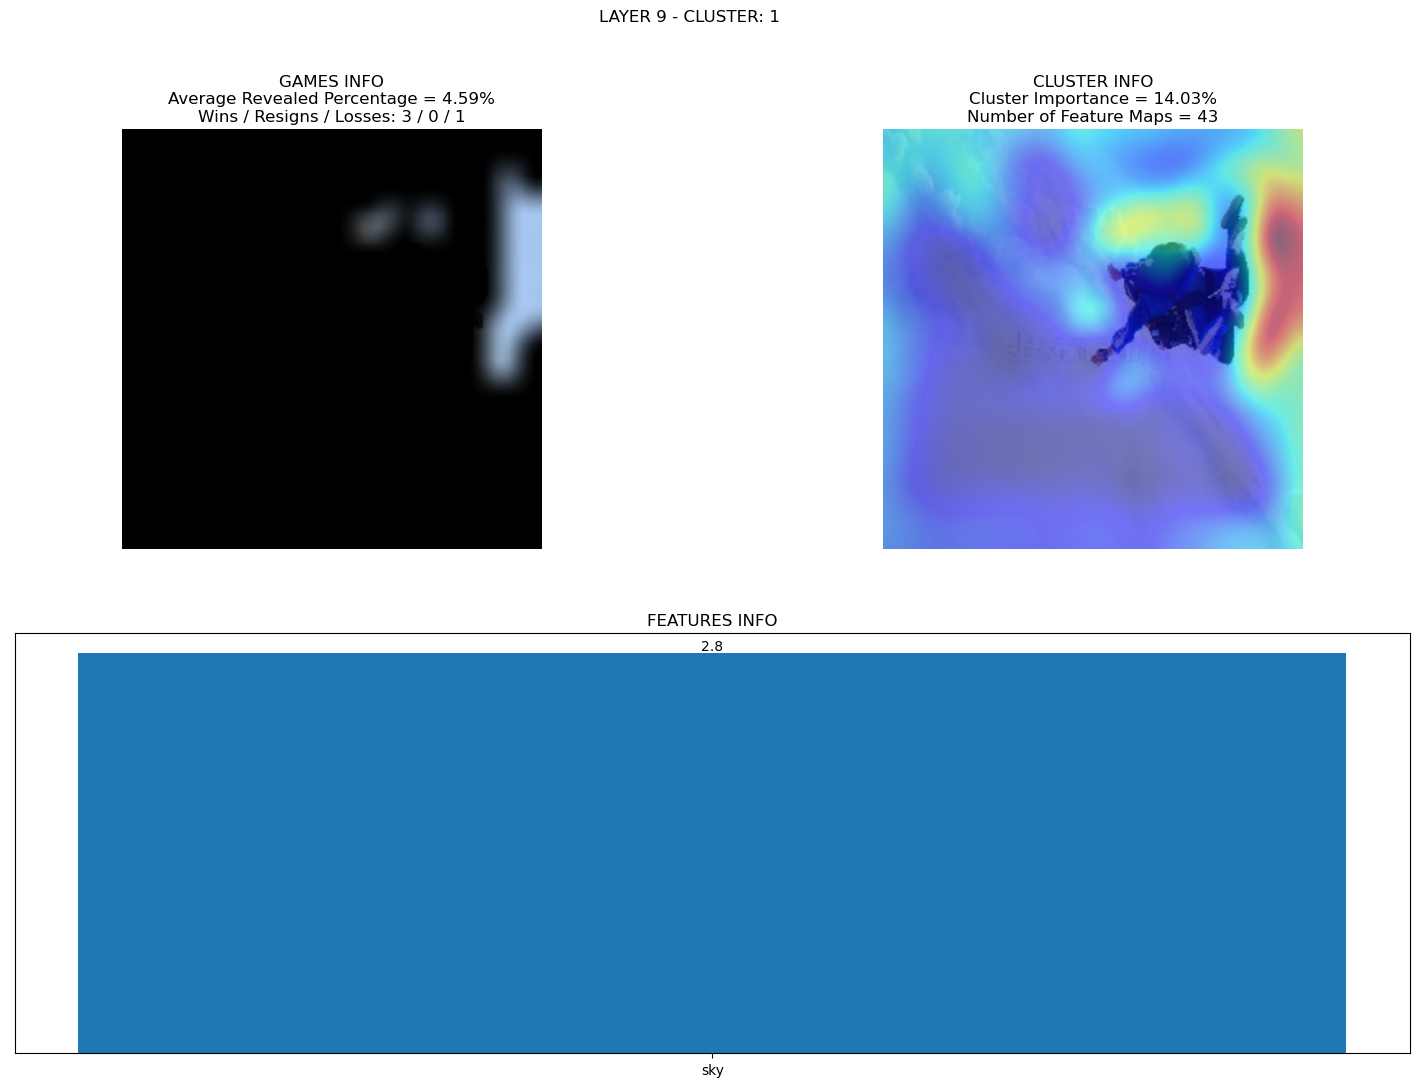 LAYER 9 - CLUSTER: 1
GAMES INFO
Average Revealed Percentage = 4.59%
Wins / Resigns / Losses: 3 / 0 / 1
CLUSTER INFO
Cluster Importance = 14.03%
Number of Feature Maps = 43
FEATURES INFO
2.8
sky